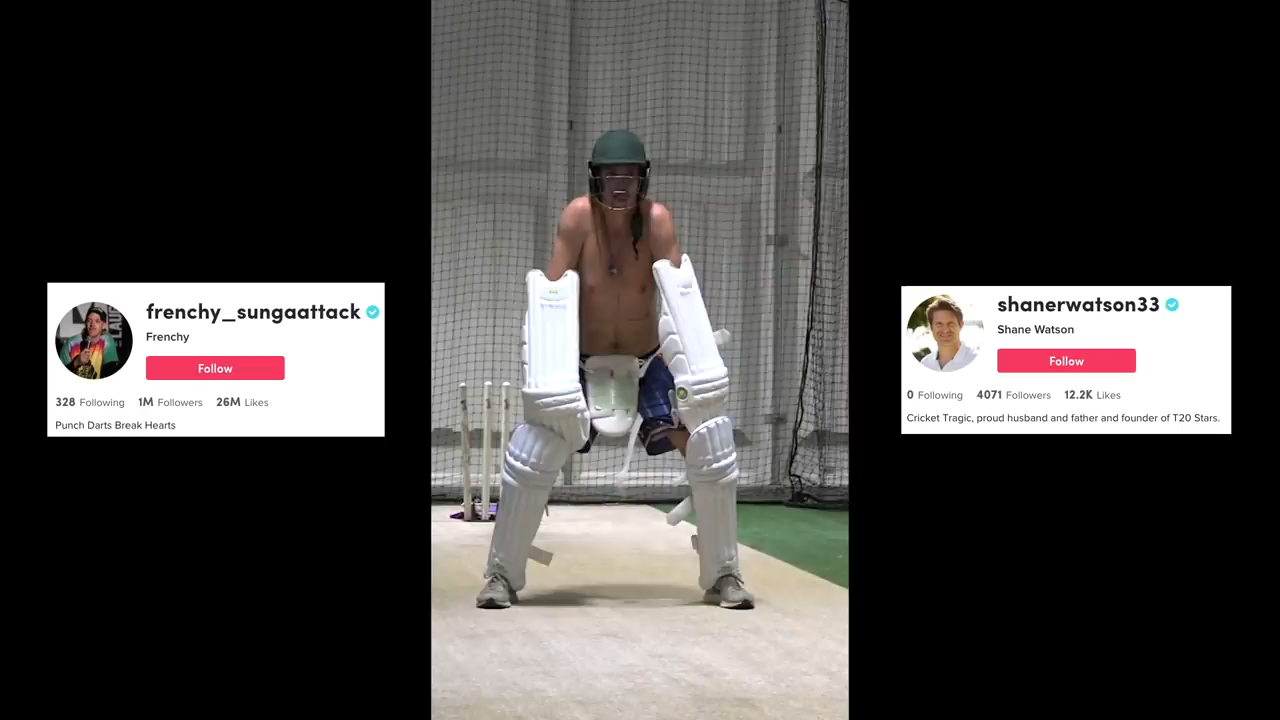 frenchy_sungaattack
Frenchy
Follow
328 Following 1M Followers 26M Likes
Punch Darts Break Hearts
shanerwatson33
Shane Watson
Follow
0 Following 4071 Followers 12.2K Likes
Cricket Tragic, proud husband and father and founder of T20 Stars.